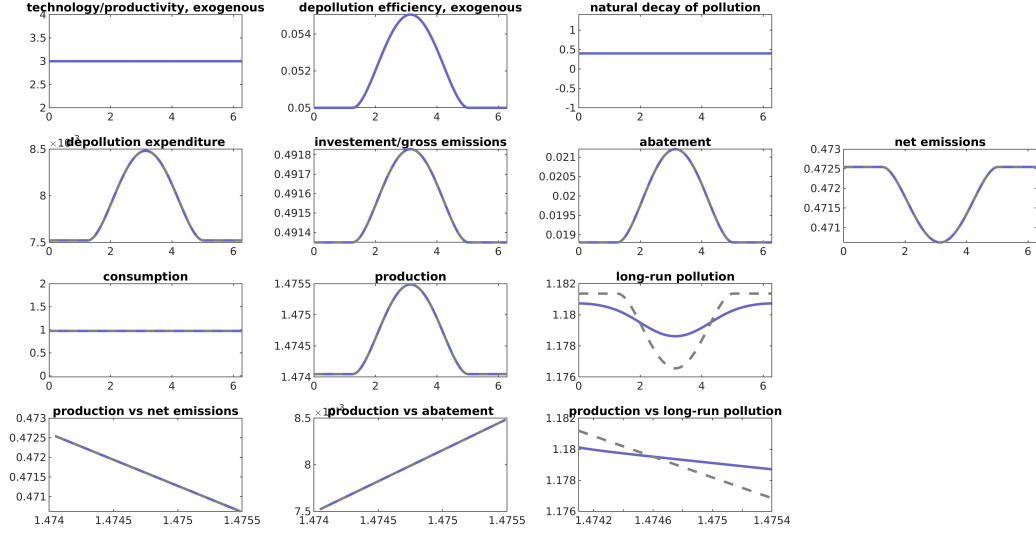 technology/productivity, exogenous
4
3.5
3
2.5
2
0 2 4 6
depollution efficiency, exogenous
0.054
0.052
0.05
0 2 4 6
natural decay of pollution
1
0.5
0
-0.5
-1
0 2 4 6
depollution expenditure
8.5
8
7.5
0 2 4 6
investement/gross emissions
0.4918
0.4917
0.4916
0.4915
0.4914
0 2 4 6
abatement
0.021
0.0205
0.02
0.0195
0.019
0 2 4 6
net emissions
0.473
0.4725
0.472
0.4715
0.471
0 2 4 6
consumption
2
1.5
1
0.5
0
0 2 4 6
production
1.4755
1.475
1.4745
1.474
0 2 4 6
long-run pollution
1.182
1.18
1.178
1.176
0 2 4 6
production vs net emissions
0.473
0.4725
0.472
0.4715
0.471
1.474 1.4745 1.475 1.4755
production vs abatement
8.5
8
7.5
1.474 1.4745 1.475 1.4755
production vs long-run pollution
1.182
1.18
1.178
1.176
1.4742 1.4746 1.475 1.4754